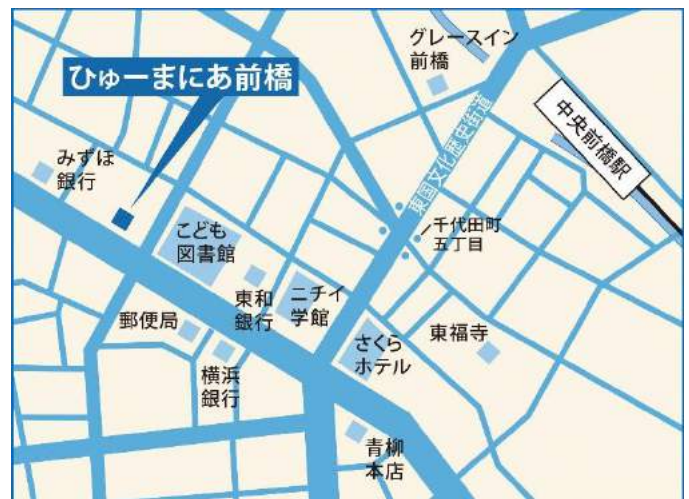 グレースイン
前橋
ひゅーまにあ前橋
中央前橋駅
東国文化歴史街道
みずほ
銀行
千代田町
五丁目
こども
図書館
東和
銀行
ニチイ
学館
郵便局
さくら
ホテル
東福寺
横浜
銀行
青柳
本店